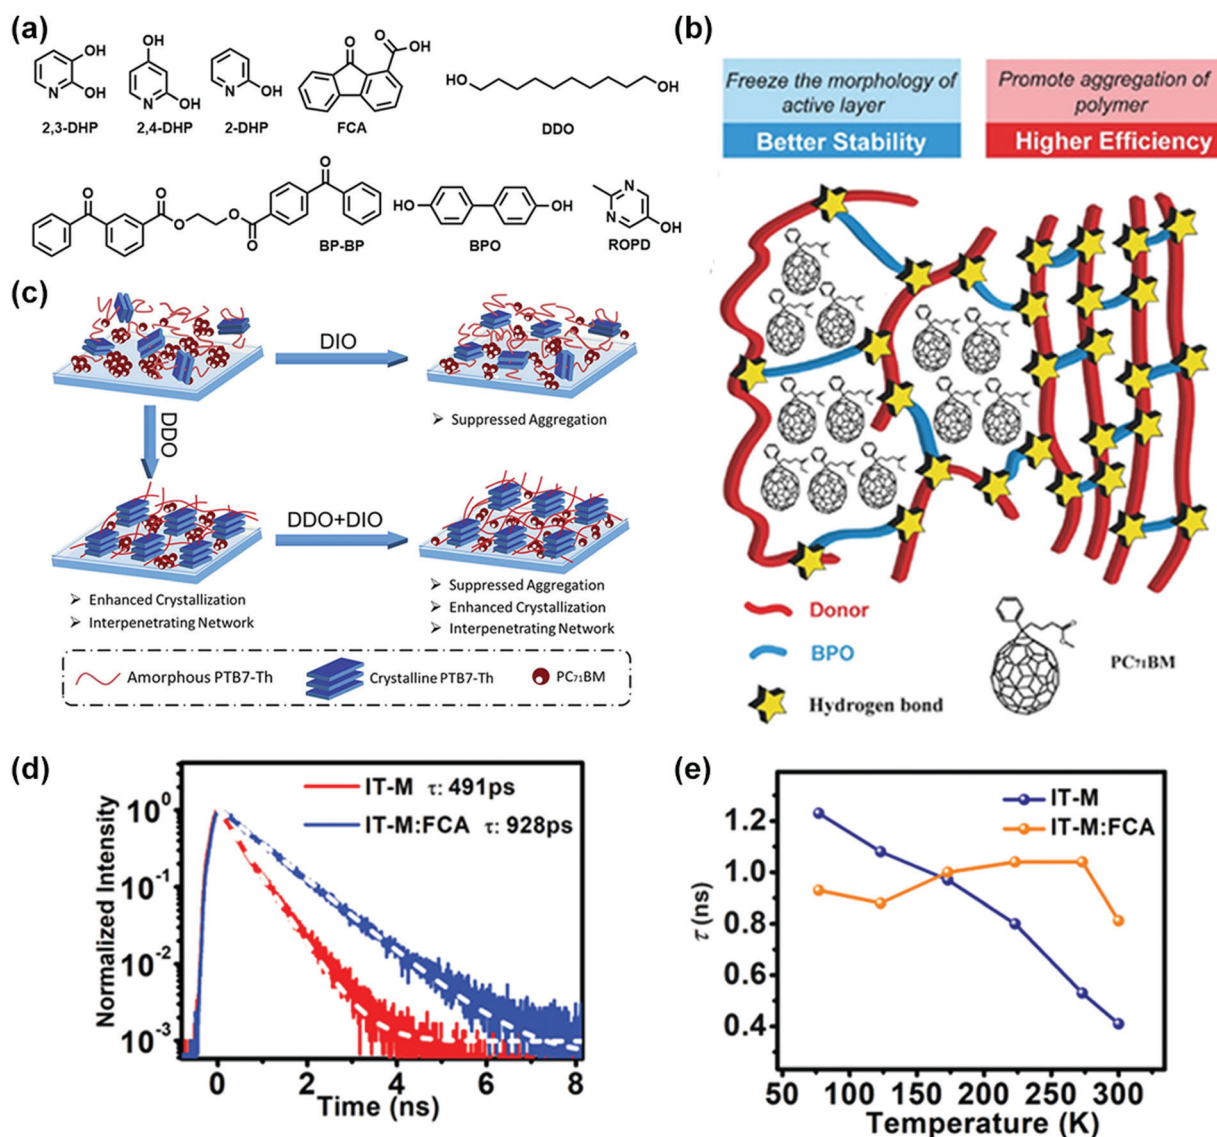 (a)
OH
N
OH
2,3-DHP
OH
N
OH
2,4-DHP
N
OH
2-DHP
O
O
OH
FCA
HO
OH
DDO
O
O
O
O
O
O
BP-BP
HO
OH
BPO
N
N
OH
ROPD
(b)
Freeze the morphology of
active layer
Better Stability
Promote aggregation of
polymer
Higher Efficiency
Donor
BPO
Hydrogen bond
PC₇₁BM
(c)
DIO
➢ Suppressed Aggregation
DDO
DDO+DIO
➢ Enhanced Crystallization
➢ Interpenetrating Network
➢ Suppressed Aggregation
➢ Enhanced Crystallization
➢ Interpenetrating Network
Amorphous PTB7-Th
Crystalline PTB7-Th
PC₇₁BM
(d)
Normalized Intensity
10⁰
10⁻¹
10⁻²
10⁻³
IT-M τ: 491ps
IT-M:FCA τ: 928ps
0 2 4 6 8
Time (ns)
(e)
τ (ns)
1.2
1.0
0.8
0.6
0.4
IT-M
IT-M:FCA
50 100 150 200 250 300
Temperature (K)